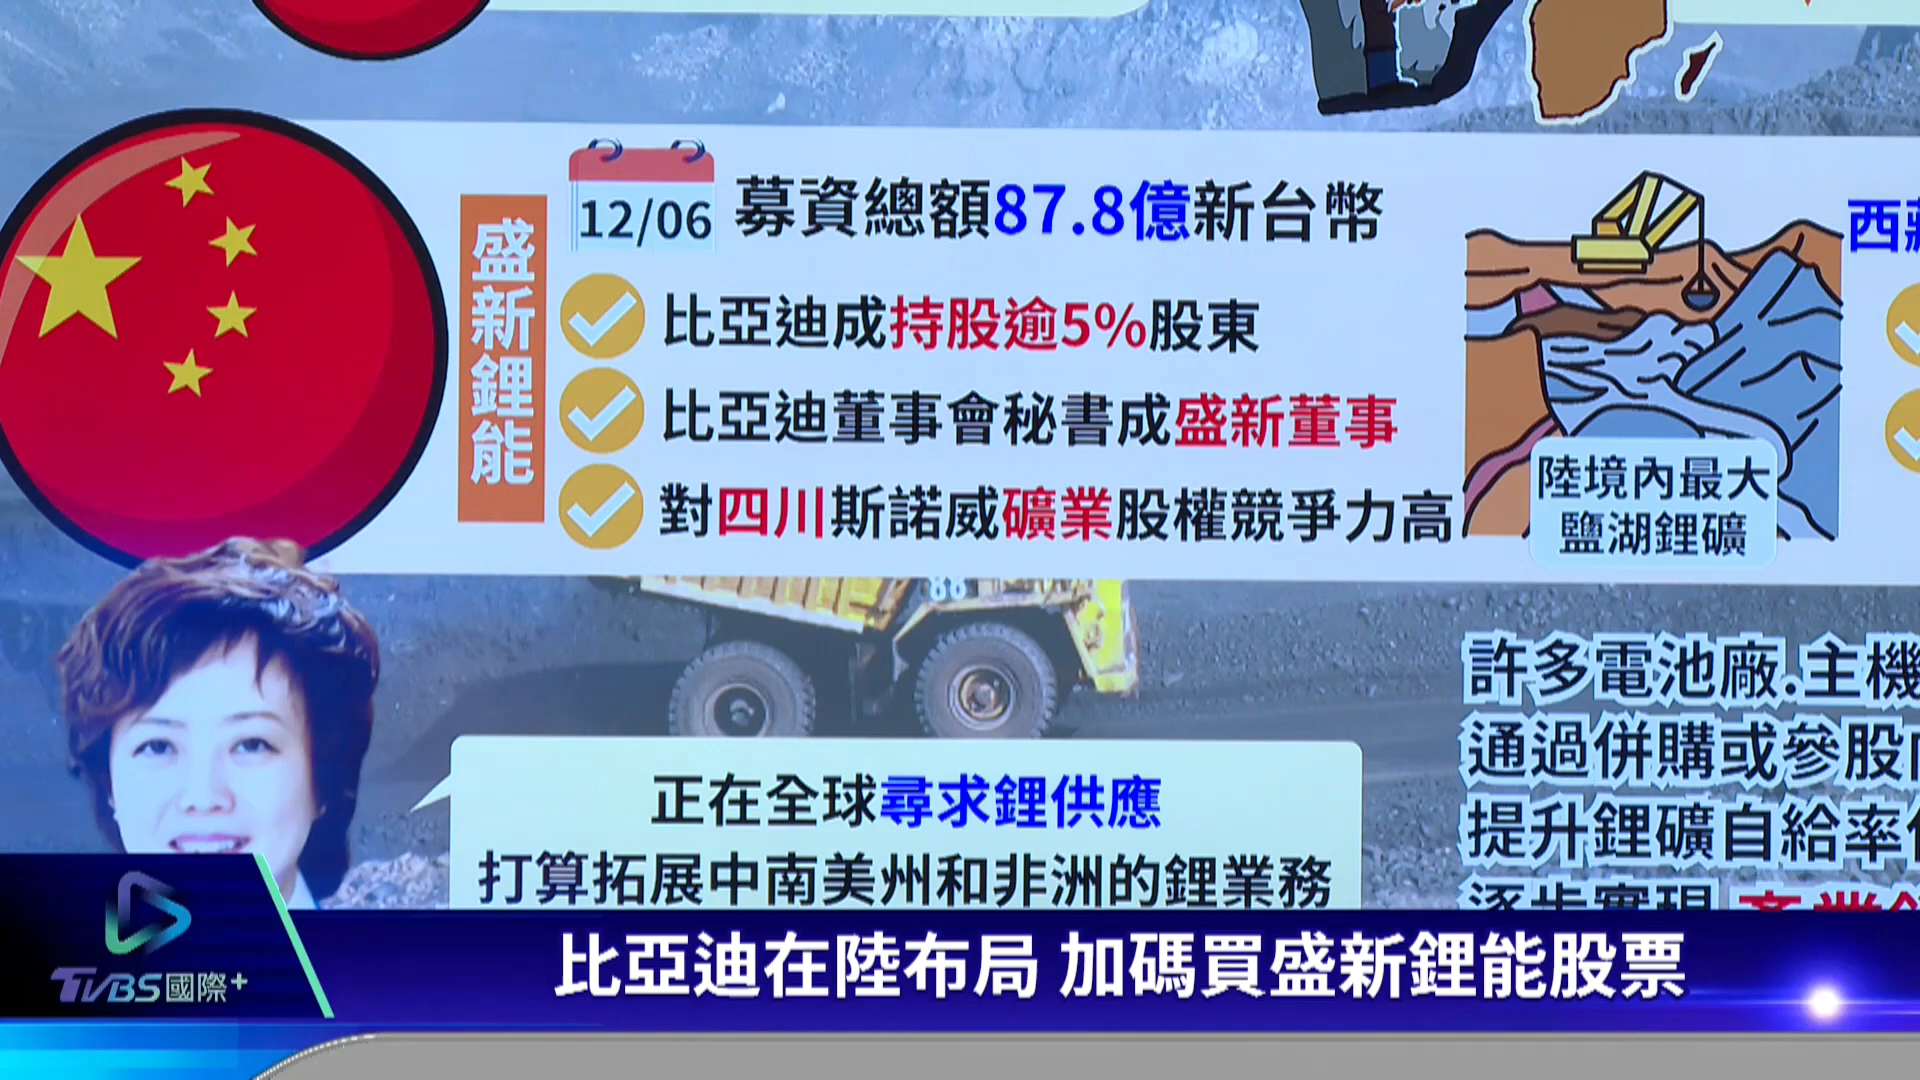 盛新鋰能
12/06
募資總額87.8億新台幣
比亞迪成持股逾5%股東
比亞迪董事會秘書成盛新董事
對四川斯諾威礦業股權競爭力高
陸境內最大
鹽湖鋰礦
西
88
許多電池廠.主機
通過併購或參股
提升鋰礦自給率
逐步實現
正在全球尋求鋰供應
打算拓展中南美州和非洲的鋰業務
比亞迪在陸布局 加碼買盛新鋰能股票
TVBS國際+